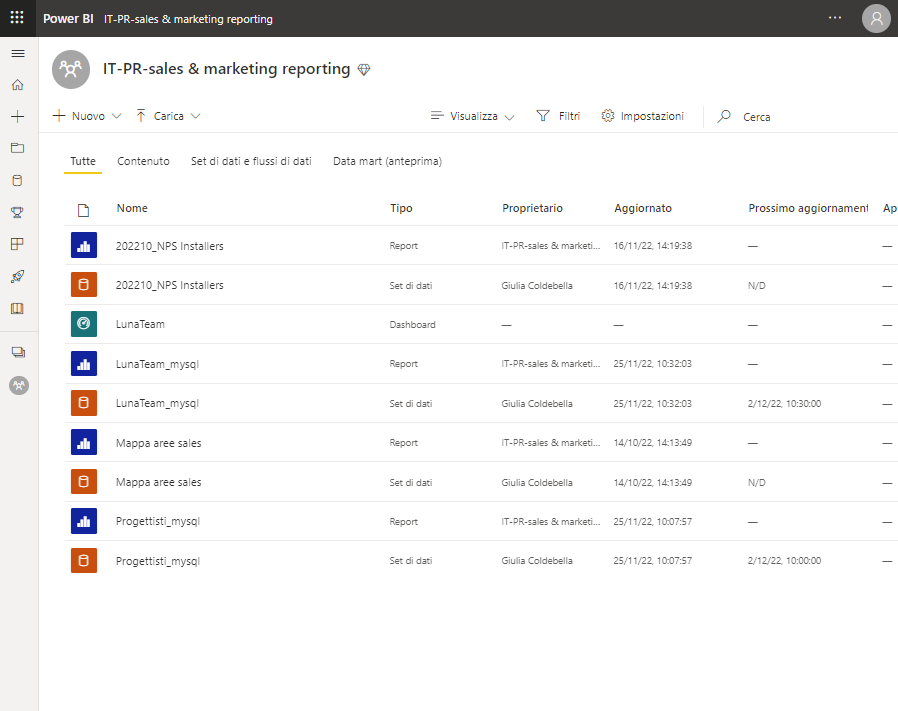 Power BI IT-PR-sales & marketing reporting
IT-PR-sales & marketing reporting
Nuovo Carica Visualizza Filtri Impostazioni Cerca
Tutte Contenuto Set di dati e flussi di dati Data mart (anteprima)
Nome Tipo Proprietario Aggiornato Prossimo aggiornament Ap
202210_NPS Installers Report IT-PR-sales & marketi... 16/11/22, 14:19:38 — —
202210_NPS Installers Set di dati Giulia Coldebella 16/11/22, 14:19:38 N/D —
LunaTeam Dashboard — — — —
LunaTeam_mysql Report IT-PR-sales & marketi... 25/11/22, 10:32:03 — —
LunaTeam_mysql Set di dati Giulia Coldebella 25/11/22, 10:32:03 2/12/22, 10:30:00 —
Mappa aree sales Report IT-PR-sales & marketi... 14/10/22, 14:13:49 — —
Mappa aree sales Set di dati Giulia Coldebella 14/10/22, 14:13:49 N/D —
Progettisti_mysql Report IT-PR-sales & marketi... 25/11/22, 10:07:57 — —
Progettisti_mysql Set di dati Giulia Coldebella 25/11/22, 10:07:57 2/12/22, 10:00:00 —